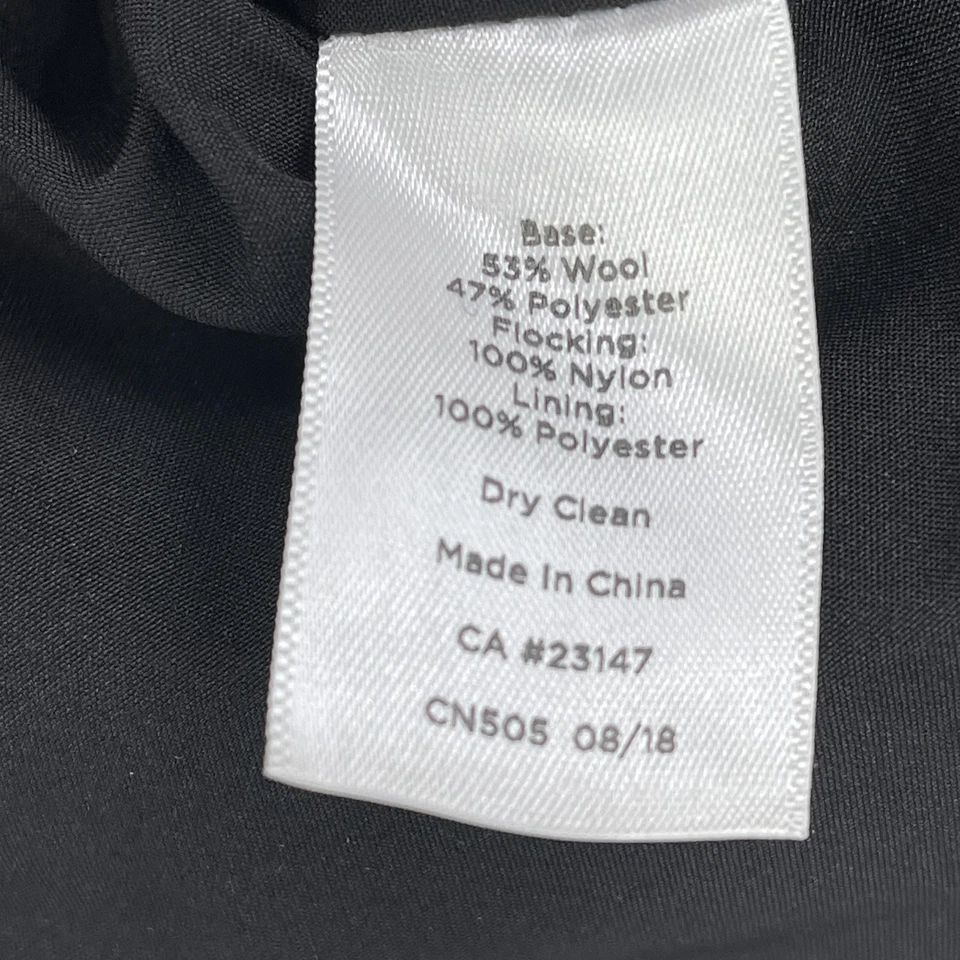 Base:
53% Wool
47% Polyester
Flocking:
100% Nylon
Lining:
100% Polyester
Dry Clean
Made In China
CA #23147
CN505 08/18